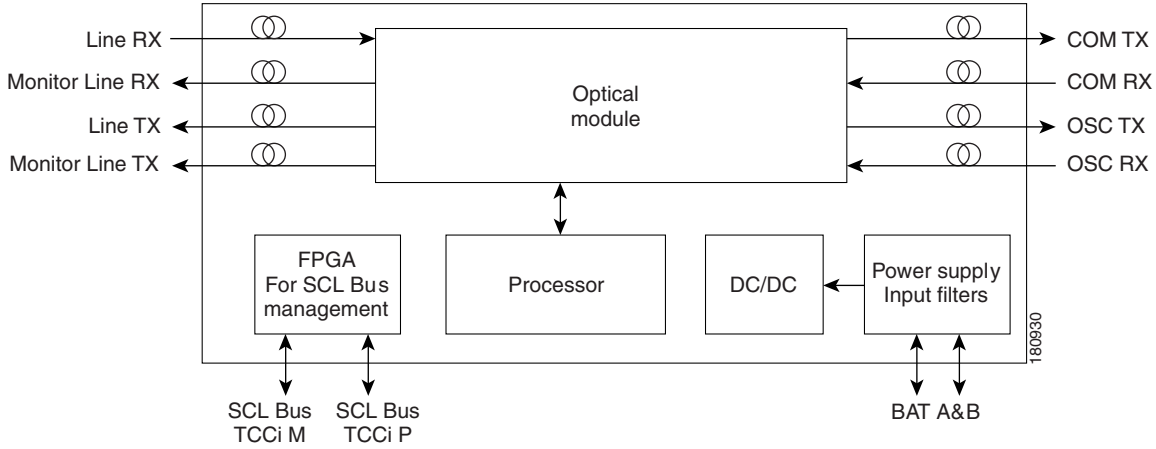 Line RX
COM TX
Monitor Line RX
COM RX
Optical
module
Line TX
OSC TX
Monitor Line TX
OSC RX
FPGA
For SCL Bus
management
Processor
DC/DC
Power supply
Input filters
180930
SCL Bus
TCCi M
SCL Bus
TCCi P
BAT A&B